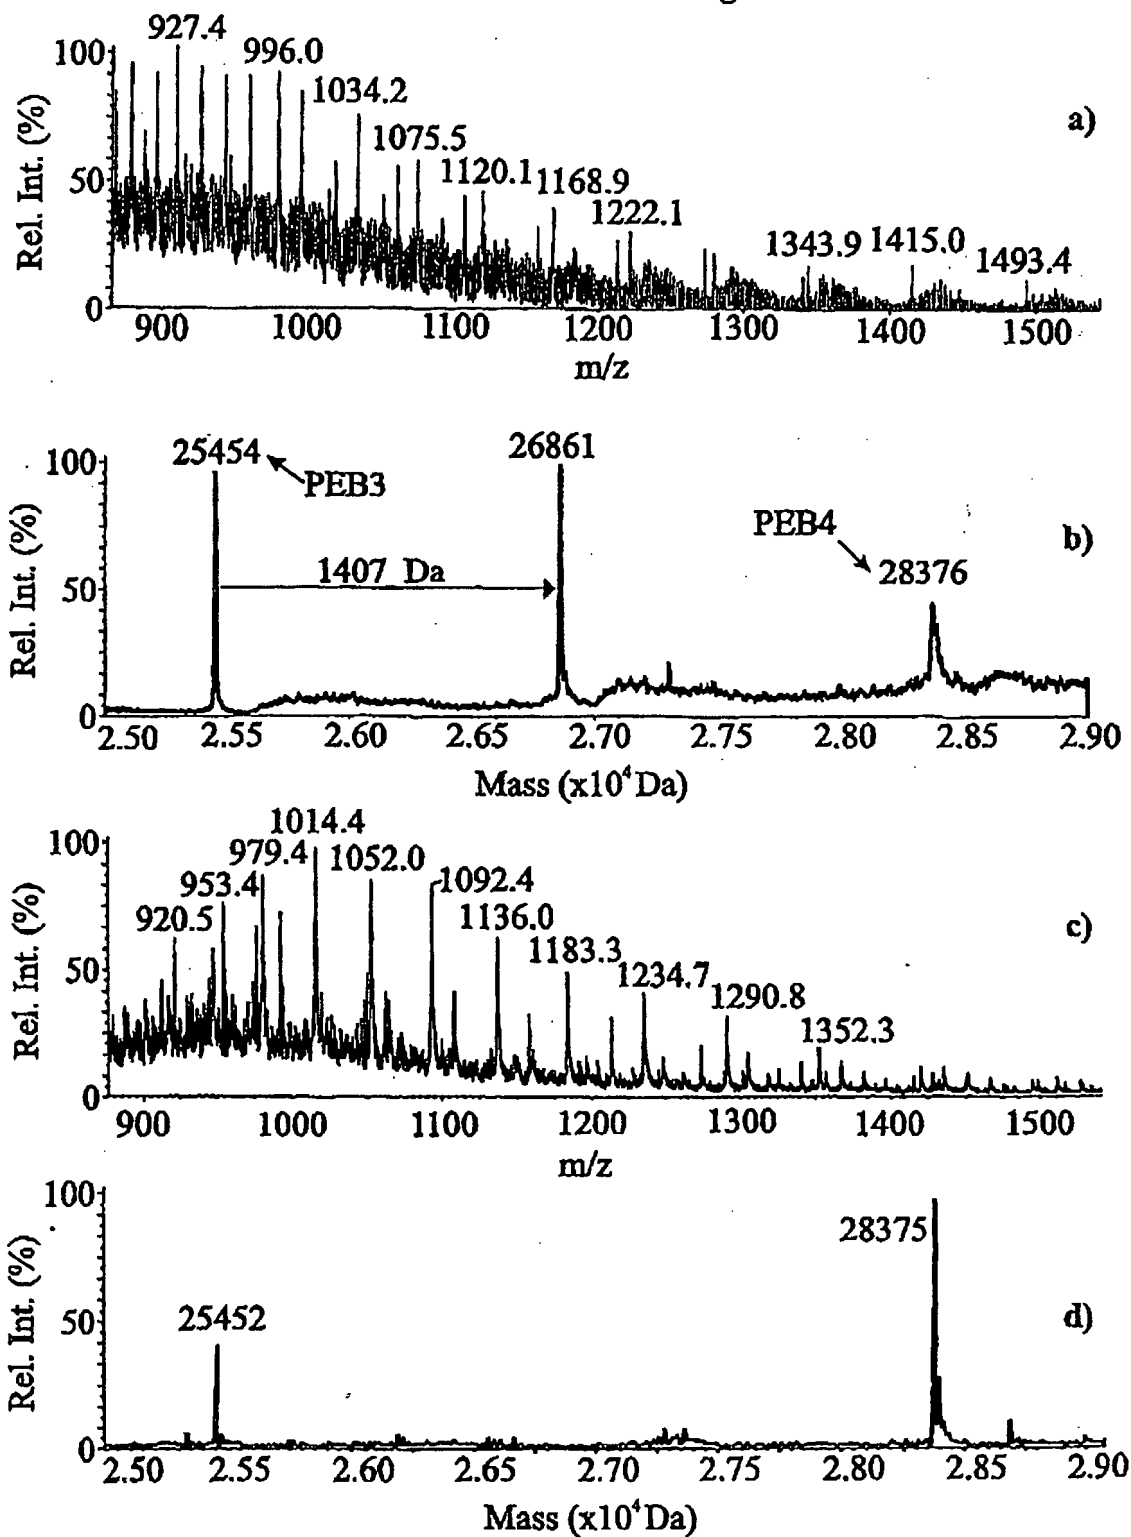 927.4
996.0
1034.2
1075.5
1120.1
1168.9
1222.1
1343.9
1415.0
1493.4
a)
Rel. Int. (%)
100
50
0
900 1000 1100 1200 1300 1400 1500
m/z
25454
PEB3
26861
1407 Da
PEB4
28376
b)
Rel. Int. (%)
100
50
0
2.50 2.55 2.60 2.65 2.70 2.75 2.80 2.85 2.90
Mass (x10⁴Da)
920.5
953.4
979.4
1014.4
1052.0
1092.4
1136.0
1183.3
1234.7
1290.8
1352.3
c)
Rel. Int. (%)
100
50
0
900 1000 1100 1200 1300 1400 1500
m/z
25452
28375
d)
Rel. Int. (%)
100
50
0
2.50 2.55 2.60 2.65 2.70 2.75 2.80 2.85 2.90
Mass (x10⁴Da)